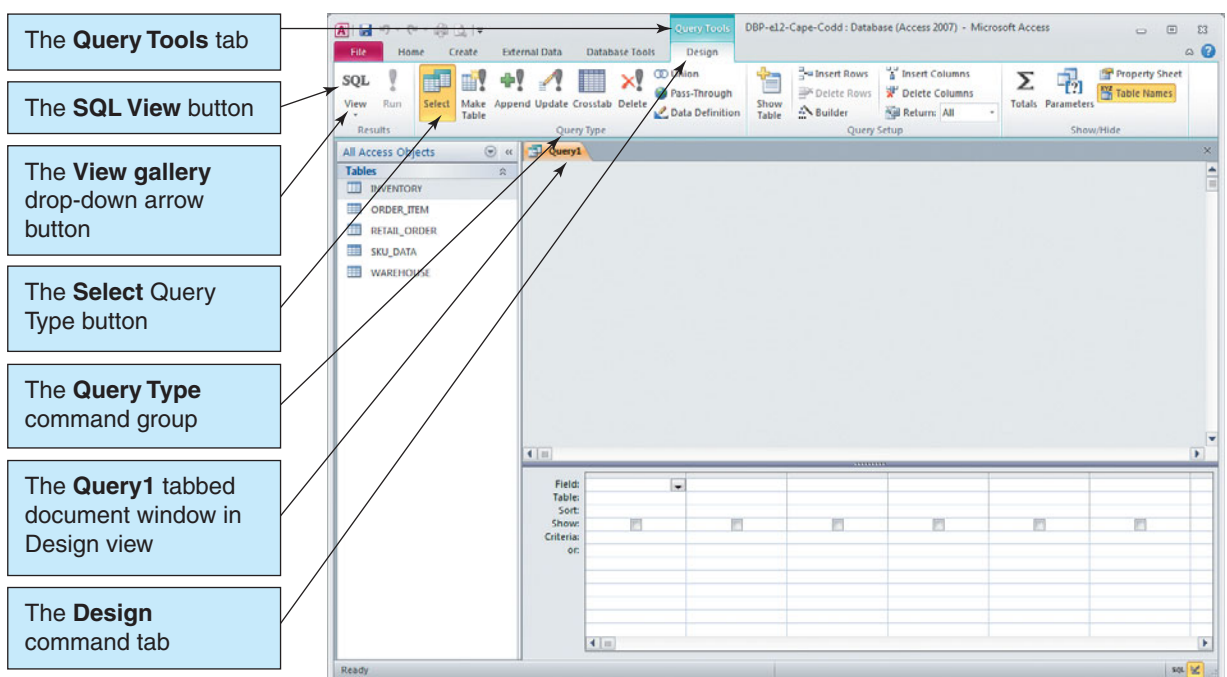 The Query Tools tab
The SQL View button
The View gallery
drop-down arrow
button
The Select Query
Type button
The Query Type
command group
The Query1 tabbed
document window in
Design view
The Design
command tab
Query Tools
DBP-e12-Cape-Codd : Database (Access 2007) - Microsoft Access
File Home Create External Data Database Tools Design
SQL
View
Run
Results
Select
Make
Table
Append Update Crosstab Delete
Union
Pass-Through
Data Definition
Query Type
Show
Table
Insert Rows
Delete Rows
Builder
Insert Columns
Delete Columns
Return: All
Query Setup
Totals Parameters
Property Sheet
Table Names
Show/Hide
All Access Objects
Tables
INVENTORY
ORDER_ITEM
RETAIL_ORDER
SKU_DATA
WAREHOUSE
Query1
Field:
Table:
Sort:
Show:
Criteria:
or:
Ready
SQL